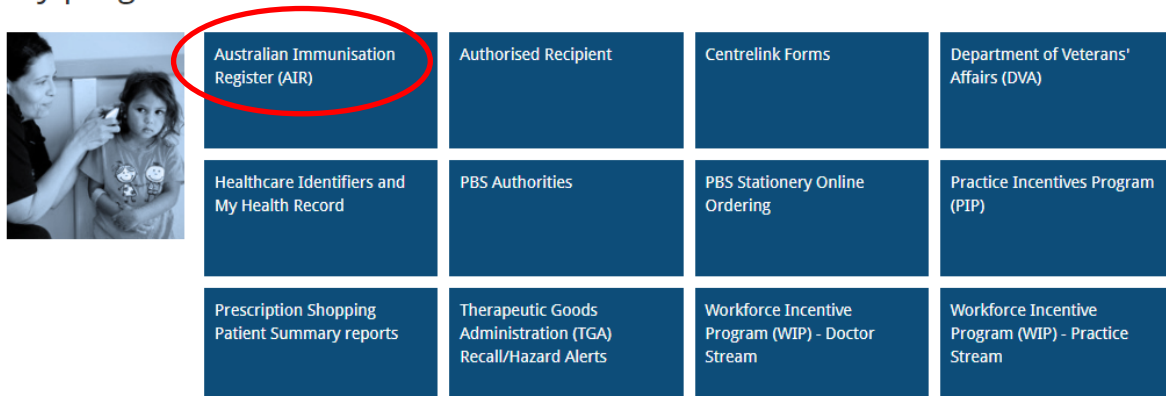 Australian Immunisation
Register (AIR)
Authorised Recipient
Centrelink Forms
Department of Veterans'
Affairs (DVA)
Healthcare Identifiers and
My Health Record
PBS Authorities
PBS Stationery Online
Ordering
Practice Incentives Program
(PIP)
Prescription Shopping
Patient Summary reports
Therapeutic Goods
Administration (TGA)
Recall/Hazard Alerts
Workforce Incentive
Program (WIP) - Doctor
Stream
Workforce Incentive
Program (WIP) - Practice
Stream